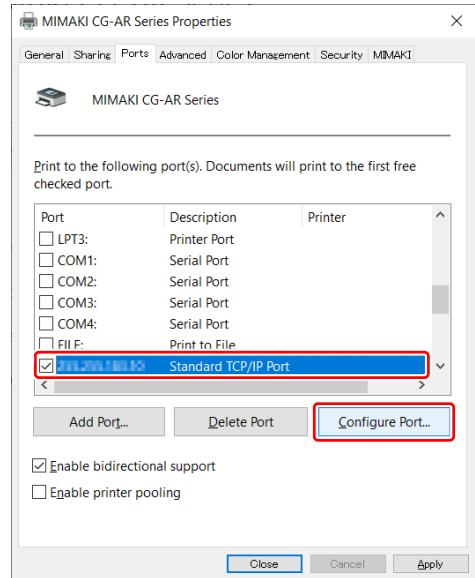 MIMAKI CG-AR Series Properties
General Sharing Ports Advanced Color Management Security MIMAKI
MIMAKI CG-AR Series
Print to the following port(s). Documents will print to the first free
checked port.
Port Description Printer
LPT3: Printer Port
COM1: Serial Port
COM2: Serial Port
COM3: Serial Port
COM4: Serial Port
FILE: Print to File
Standard TCP/IP Port
Add Port... Delete Port Configure Port...
Enable bidirectional support
Enable printer pooling
Close Cancel Apply